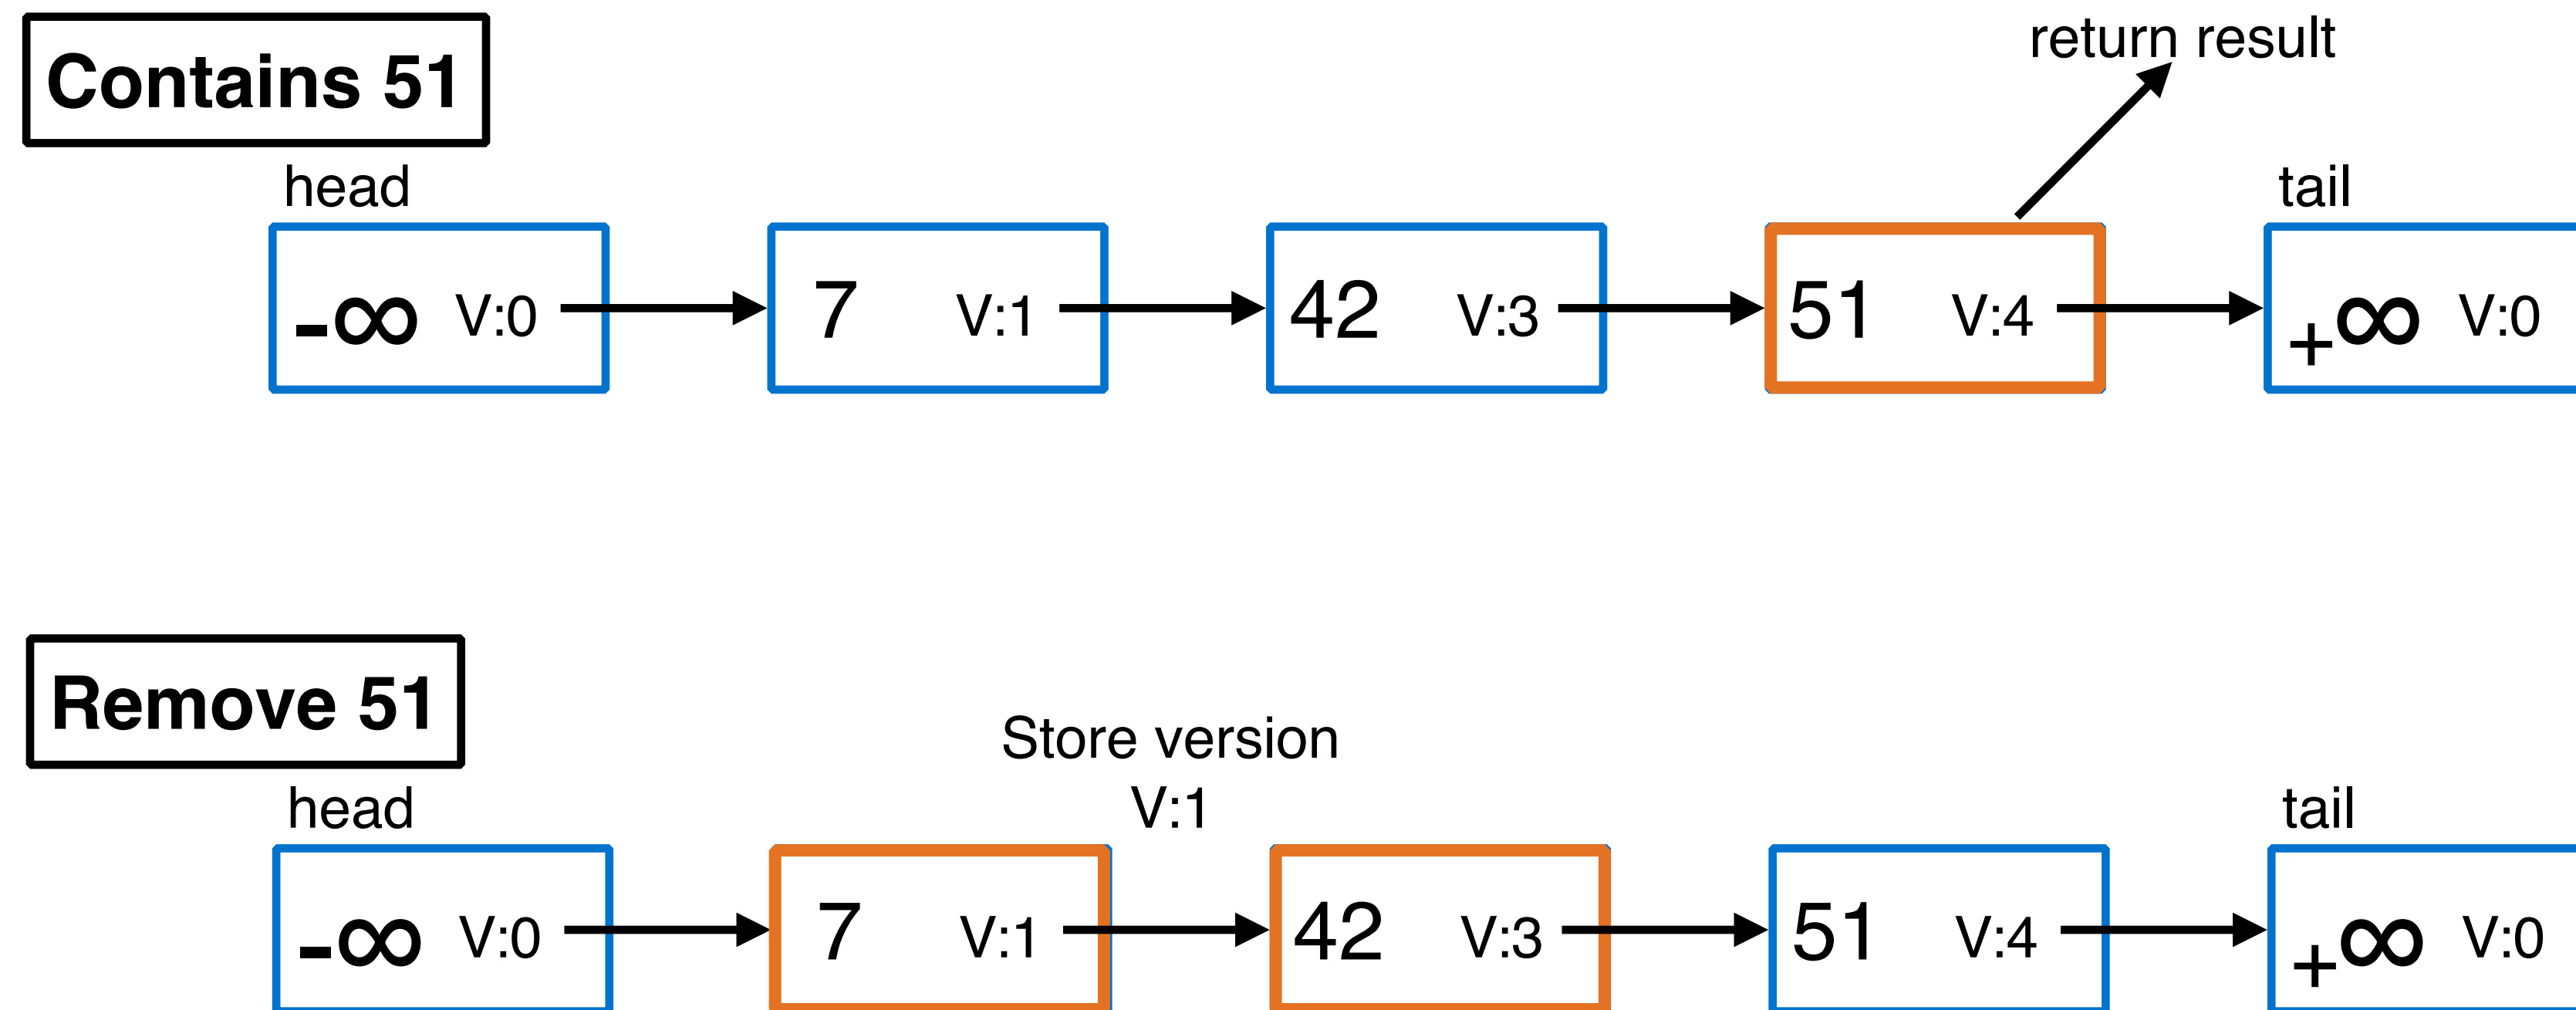 Contains 51
return result
head
tail
-∞ V:0
7 V:1
42 V:3
51 V:4
+∞ V:0
Remove 51
Store version
V:1
head
tail
-∞ V:0
7 V:1
42 V:3
51 V:4
+∞ V:0